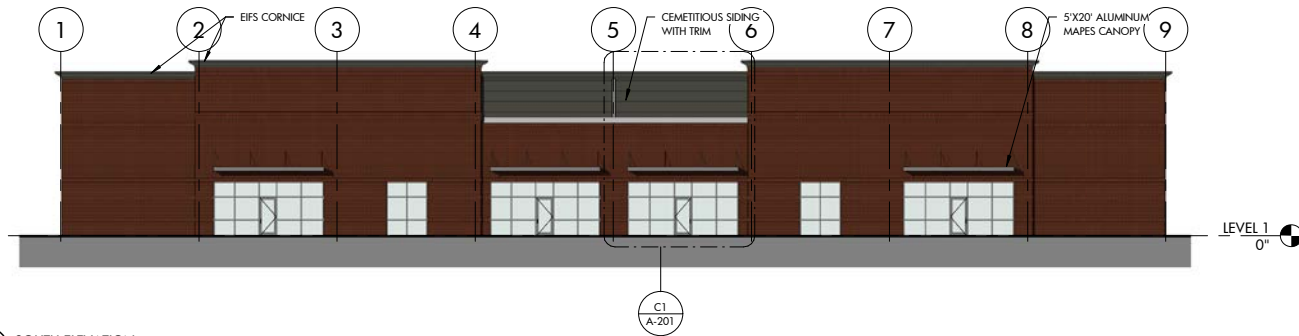 EIFS CORNICE
CEMETITIOUS SIDING
WITH TRIM
5'X20' ALUMINUM
MAPES CANOPY
1
2
3
4
5
6
7
8
9
LEVEL 1
0"
C1
A-201